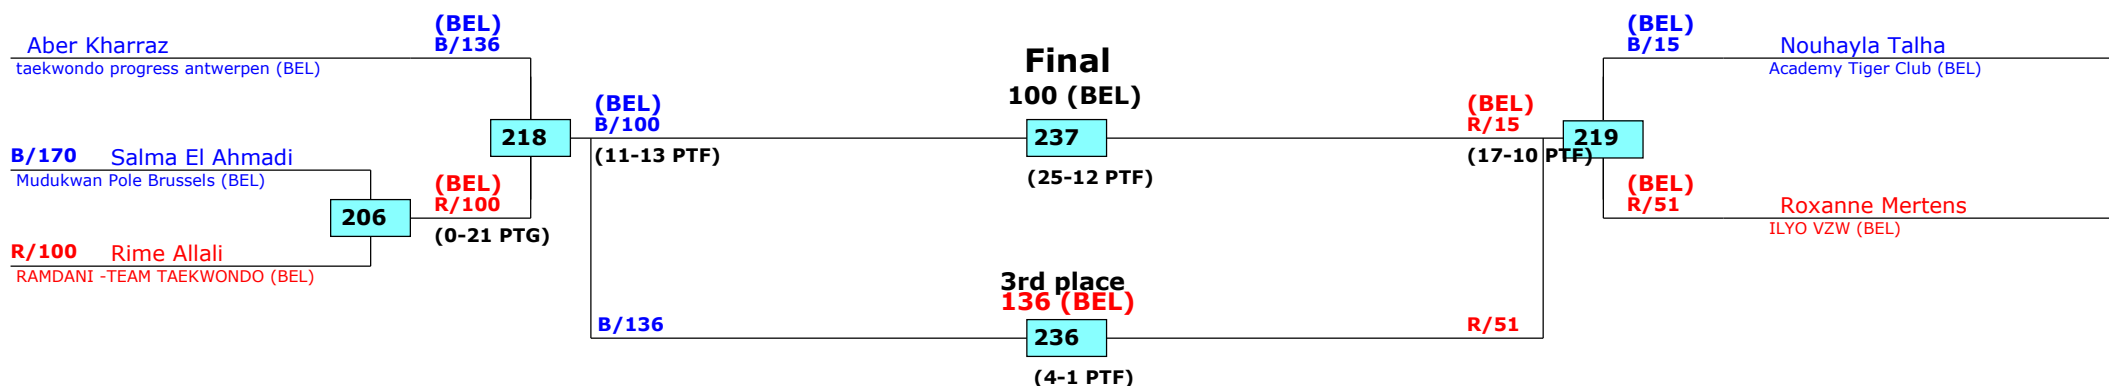 (BEL)
B/136
Aber Kharraz
taekwondo progress antwerpen (BEL)
B/170 Salma El Ahmadi
Mudukwan Pole Brussels (BEL)
206
R/100 Rime Allali
RAMDANI -TEAM TAEKWONDO (BEL)
(BEL)
R/100
(0-21 PTG)
218
(BEL)
B/100
(11-13 PTF)
Final
100 (BEL)
237
(25-12 PTF)
3rd place
136 (BEL)
B/136
236
R/51
(4-1 PTF)
(BEL)
R/15
(17-10 PTF)
219
(BEL)
B/15
Nouhayla Talha
Academy Tiger Club (BEL)
(BEL)
R/51
Roxanne Mertens
ILYO VZW (BEL)